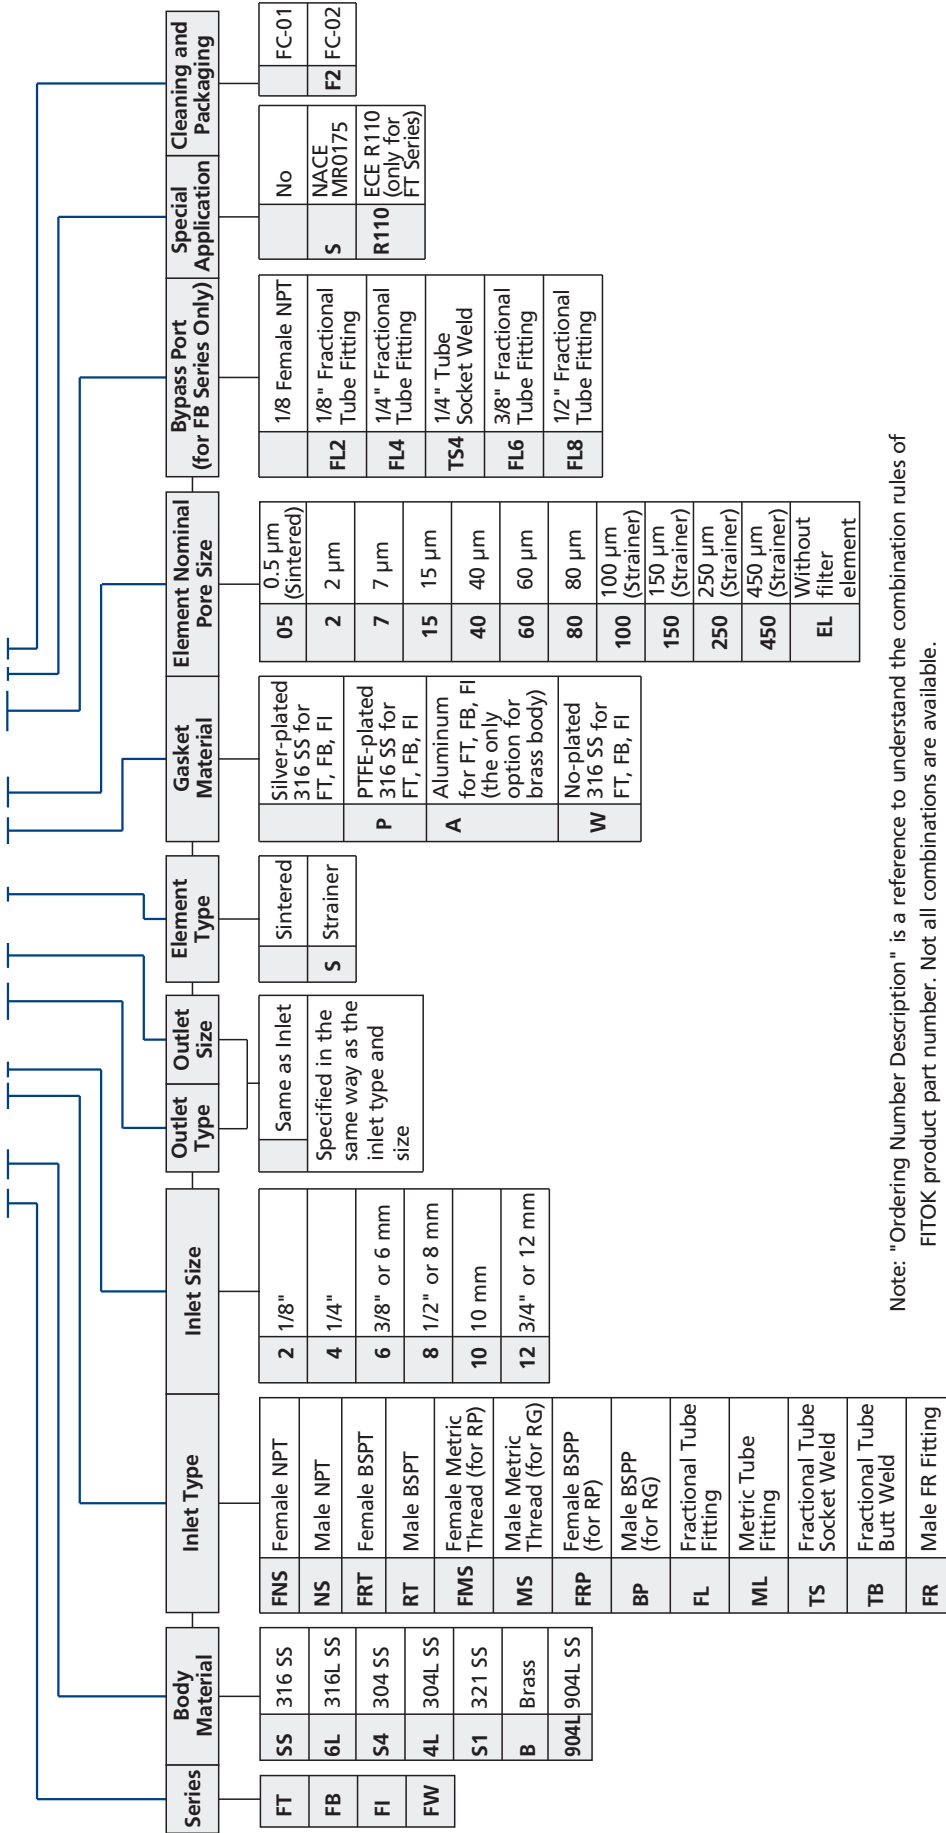 Series
FT
FB
FI
FW
Body
Material
SS 316 SS
6L 316L SS
S4 304 SS
4L 304L SS
S1 321 SS
B Brass
904L 904L SS
Inlet Type
FNS Female NPT
NS Male NPT
FRT Female BSPT
RT Male BSPT
FMS Female Metric
Thread (for RP)
MS Male Metric
Thread (for RG)
FRP Female BSPP
(for RP)
BP Male BSPP
(for RG)
FL Fractional Tube
Fitting
ML Metric Tube
Fitting
TS Fractional Tube
Socket Weld
TB Fractional Tube
Butt Weld
FR Male FR Fitting
Inlet Size
2 1/8"
4 1/4"
6 3/8" or 6 mm
8 1/2" or 8 mm
10 10 mm
12 3/4" or 12 mm
Outlet
Type
Outlet
Size
Same as Inlet
Specified in the
same way as the
inlet type and
size
Element
Type
Sintered
S Strainer
Gasket
Material
Silver-plated
316 SS for
FT, FB, FI
P PTFE-plated
316 SS for
FT, FB, FI
A Aluminum
for FT, FB, FI
(the only
option for
brass body)
W No-plated
316 SS for
FT, FB, FI
Element Nominal
Pore Size
05 0.5 μm
(Sintered)
2 2 μm
7 7 μm
15 15 μm
40 40 μm
60 60 μm
80 80 μm
100 100 μm
(Strainer)
150 150 μm
(Strainer)
250 250 μm
(Strainer)
450 450 μm
(Strainer)
EL Without
filter
element
Bypass Port
(for FB Series Only)
1/8 Female NPT
FL2 1/8" Fractional
Tube Fitting
FL4 1/4" Fractional
Tube Fitting
TS4 1/4" Tube
Socket Weld
FL6 3/8" Fractional
Tube Fitting
FL8 1/2" Fractional
Tube Fitting
Special
Application
No
S NACE
MR0175
R110 ECE R110
(only for
FT Series)
Cleaning and
Packaging
FC-01
F2 FC-02
Note: "Ordering Number Description" is a reference to understand the combination rules of
FITOK product part number. Not all combinations are available.